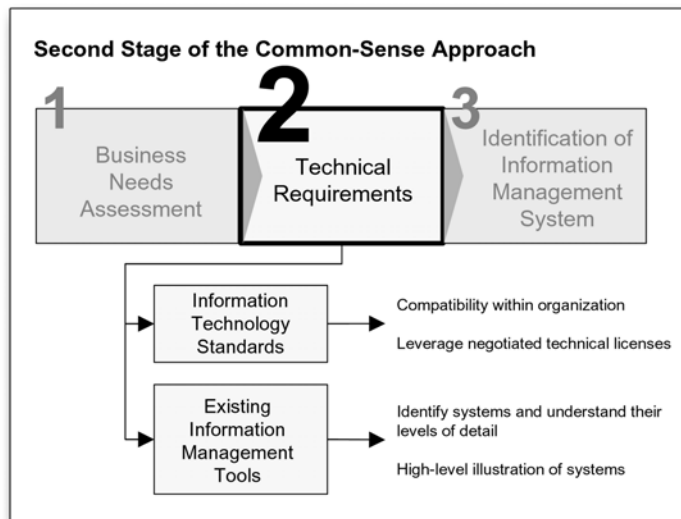 Second Stage of the Common-Sense Approach
1
Business
Needs
Assessment
2
Technical
Requirements
3
Identification of
Information
Management
System
Information
Technology
Standards
Compatibility within organization
Leverage negotiated technical licenses
Existing
Information
Management
Tools
Identify systems and understand their
levels of detail
High-level illustration of systems